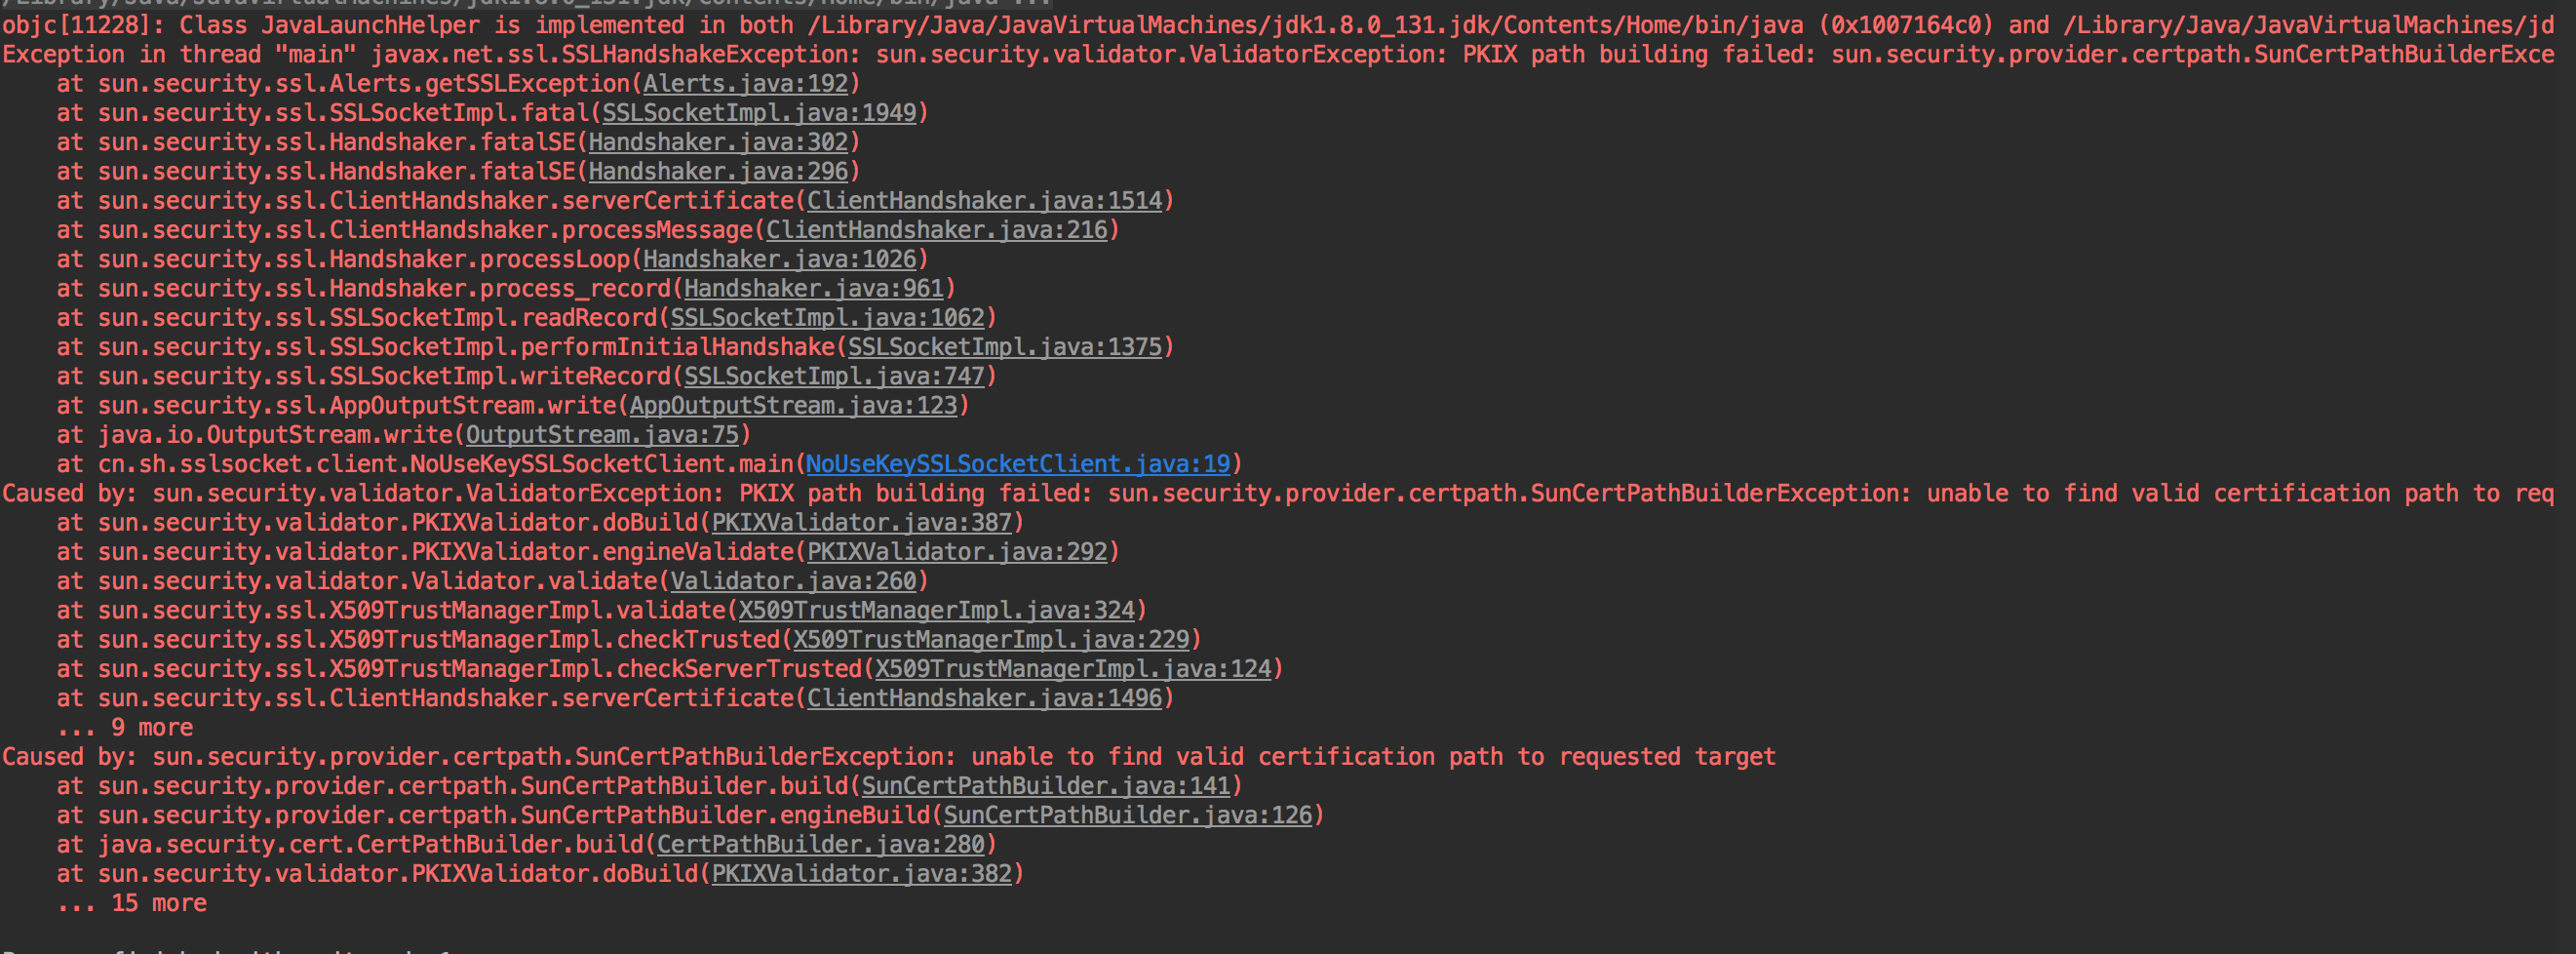 /Library/Java/JavaVirtualMachines/jdk1.8.0_131.jdk/Contents/Home/bin/java ...
objc[11228]: Class JavaLaunchHelper is implemented in both /Library/Java/JavaVirtualMachines/jdk1.8.0_131.jdk/Contents/Home/bin/java (0x1007164c0) and /Library/Java/JavaVirtualMachines/jd
Exception in thread "main" javax.net.ssl.SSLHandshakeException: sun.security.validator.ValidatorException: PKIX path building failed: sun.security.provider.certpath.SunCertPathBuilderExce
at sun.security.ssl.Alerts.getSSLException(Alerts.java:192)
at sun.security.ssl.SSLSocketImpl.fatal(SSLSocketImpl.java:1949)
at sun.security.ssl.Handshaker.fatalSE(Handshaker.java:302)
at sun.security.ssl.Handshaker.fatalSE(Handshaker.java:296)
at sun.security.ssl.ClientHandshaker.serverCertificate(ClientHandshaker.java:1514)
at sun.security.ssl.ClientHandshaker.processMessage(ClientHandshaker.java:216)
at sun.security.ssl.Handshaker.processLoop(Handshaker.java:1026)
at sun.security.ssl.Handshaker.process_record(Handshaker.java:961)
at sun.security.ssl.SSLSocketImpl.readRecord(SSLSocketImpl.java:1062)
at sun.security.ssl.SSLSocketImpl.performInitialHandshake(SSLSocketImpl.java:1375)
at sun.security.ssl.SSLSocketImpl.writeRecord(SSLSocketImpl.java:747)
at sun.security.ssl.AppOutputStream.write(AppOutputStream.java:123)
at java.io.OutputStream.write(OutputStream.java:75)
at cn.sh.sslsocket.client.NoUseKeySSLSocketClient.main(NoUseKeySSLSocketClient.java:19)
Caused by: sun.security.validator.ValidatorException: PKIX path building failed: sun.security.provider.certpath.SunCertPathBuilderException: unable to find valid certification path to req
at sun.security.validator.PKIXValidator.doBuild(PKIXValidator.java:387)
at sun.security.validator.PKIXValidator.engineValidate(PKIXValidator.java:292)
at sun.security.validator.Validator.validate(Validator.java:260)
at sun.security.ssl.X509TrustManagerImpl.validate(X509TrustManagerImpl.java:324)
at sun.security.ssl.X509TrustManagerImpl.checkTrusted(X509TrustManagerImpl.java:229)
at sun.security.ssl.X509TrustManagerImpl.checkServerTrusted(X509TrustManagerImpl.java:124)
at sun.security.ssl.ClientHandshaker.serverCertificate(ClientHandshaker.java:1496)
... 9 more
Caused by: sun.security.provider.certpath.SunCertPathBuilderException: unable to find valid certification path to requested target
at sun.security.provider.certpath.SunCertPathBuilder.build(SunCertPathBuilder.java:141)
at sun.security.provider.certpath.SunCertPathBuilder.engineBuild(SunCertPathBuilder.java:126)
at java.security.cert.CertPathBuilder.build(CertPathBuilder.java:280)
at sun.security.validator.PKIXValidator.doBuild(PKIXValidator.java:382)
... 15 more